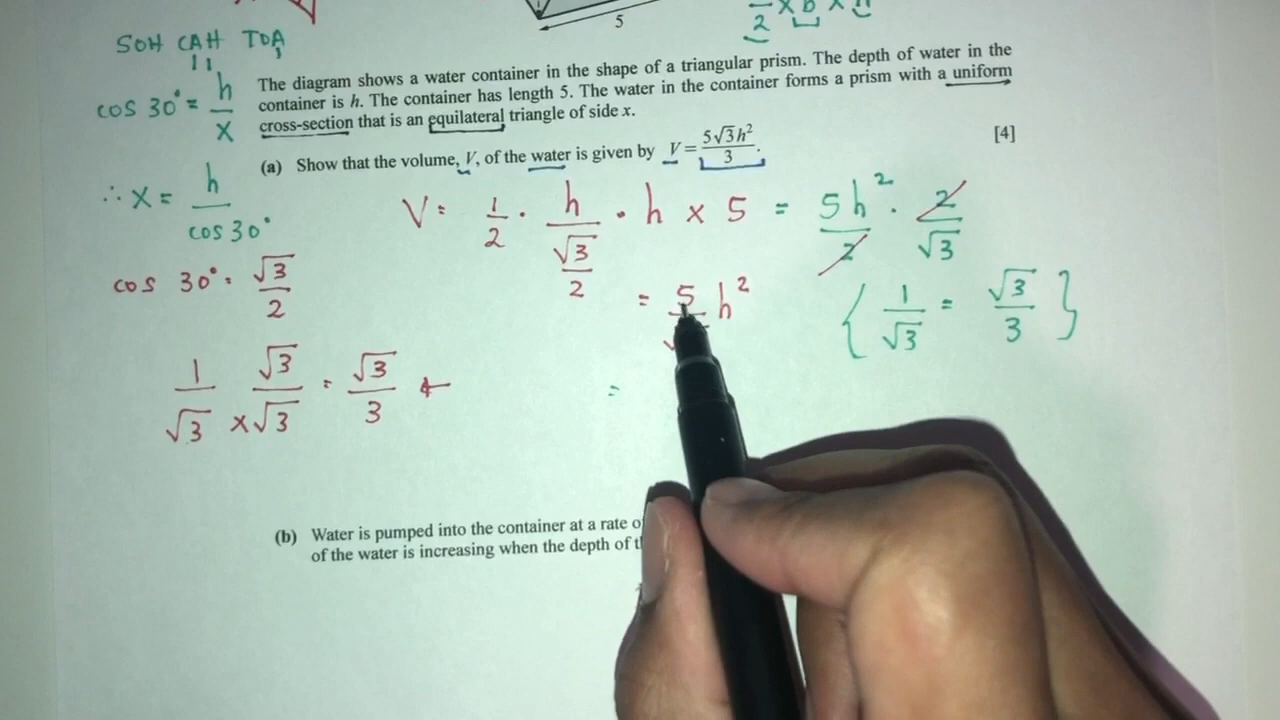 5
1/2 × b × h
SOH CAH TOA
The diagram shows a water container in the shape of a triangular prism. The depth of water in the
container is h. The container has length 5. The water in the container forms a prism with a uniform
cross-section that is an equilateral triangle of side x.
cos 30° = h/x
[4]
(a) Show that the volume, V, of the water is given by V = 5√3h²/3.
∴ x = h/cos 30°
V = 1/2 · h/(√3/2) · h × 5 = 5h²/2 · 2/√3
cos 30° = √3/2
= 5/√ h²
{ 1/√3 = √3/3 }
1/√3 × √3/√3 = √3/3 ←
=
(b) Water is pumped into the container at a rate
of the water is increasing when the depth of